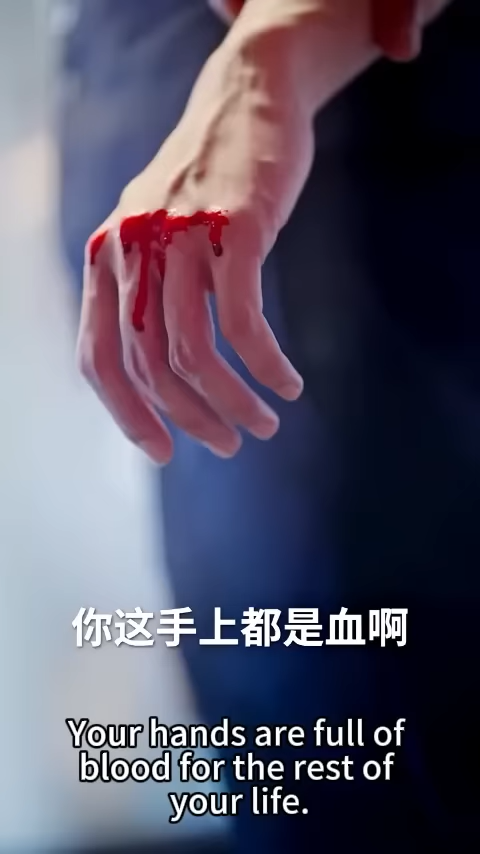 你这手上都是血啊
Your hands are full of
blood for the rest of
your life.